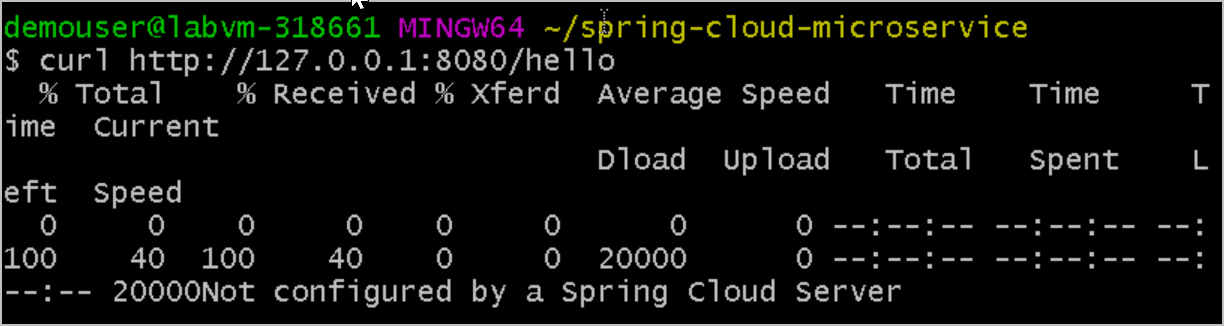 demouser@labvm-318661 MINGW64 ~/spring-cloud-microservice
$ curl http://127.0.0.1:8080/hello
  % Total    % Received % Xferd  Average Speed   Time    Time     T
ime  Current
                                 Dload  Upload   Total   Spent    L
eft  Speed
  0     0    0     0    0     0      0      0 --:--:-- --:--:-- --:
100    40  100    40    0     0  20000      0 --:--:-- --:--:-- --:
--:-- 20000Not configured by a Spring Cloud Server